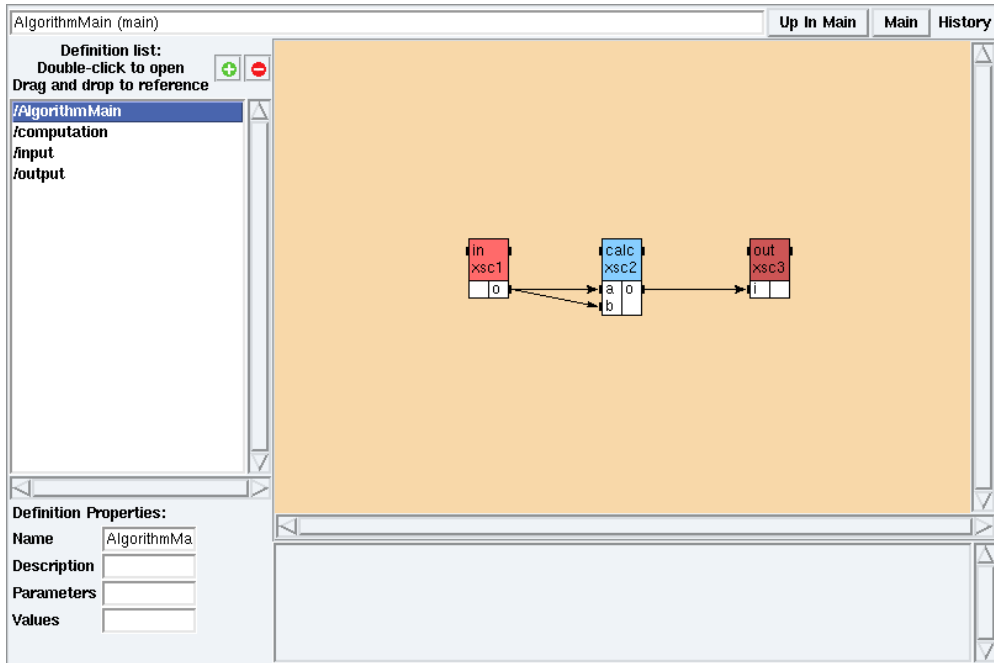 AlgorithmMain (main)
Up In Main
Main
History
Definition list:
Double-click to open
Drag and drop to reference
/AlgorithmMain
/computation
/input
/output
in
xsc1
o
calc
xsc2
a o
b
out
xsc3
i
Definition Properties:
Name AlgorithmMa
Description
Parameters
Values